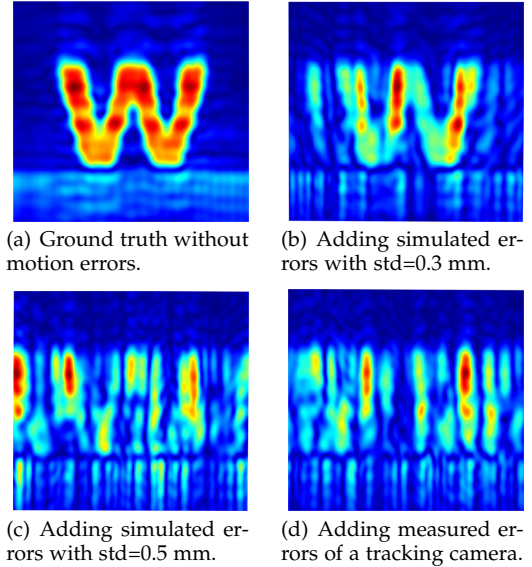 W
(a) Ground truth without
motion errors.
(b) Adding simulated er-
rors with std=0.3 mm.
(c) Adding simulated er-
rors with std=0.5 mm.
(d) Adding measured er-
rors of a tracking camera.